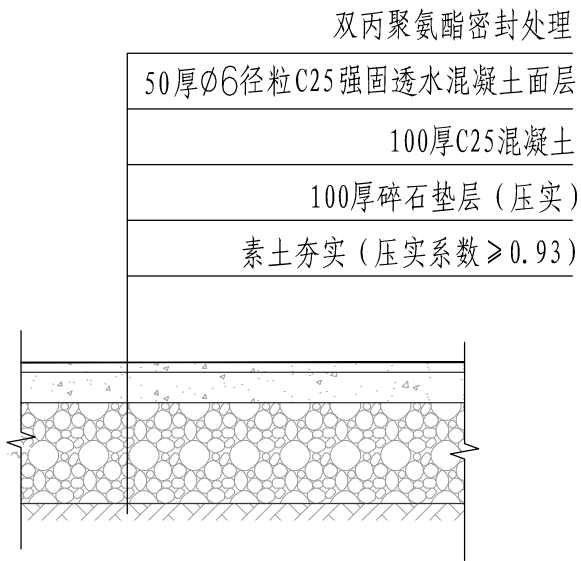 双丙聚氨酯密封处理
50厚Ø6径粒C25强固透水混凝土面层
100厚C25混凝土
100厚碎石垫层(压实)
素土夯实(压实系数≥0.93)